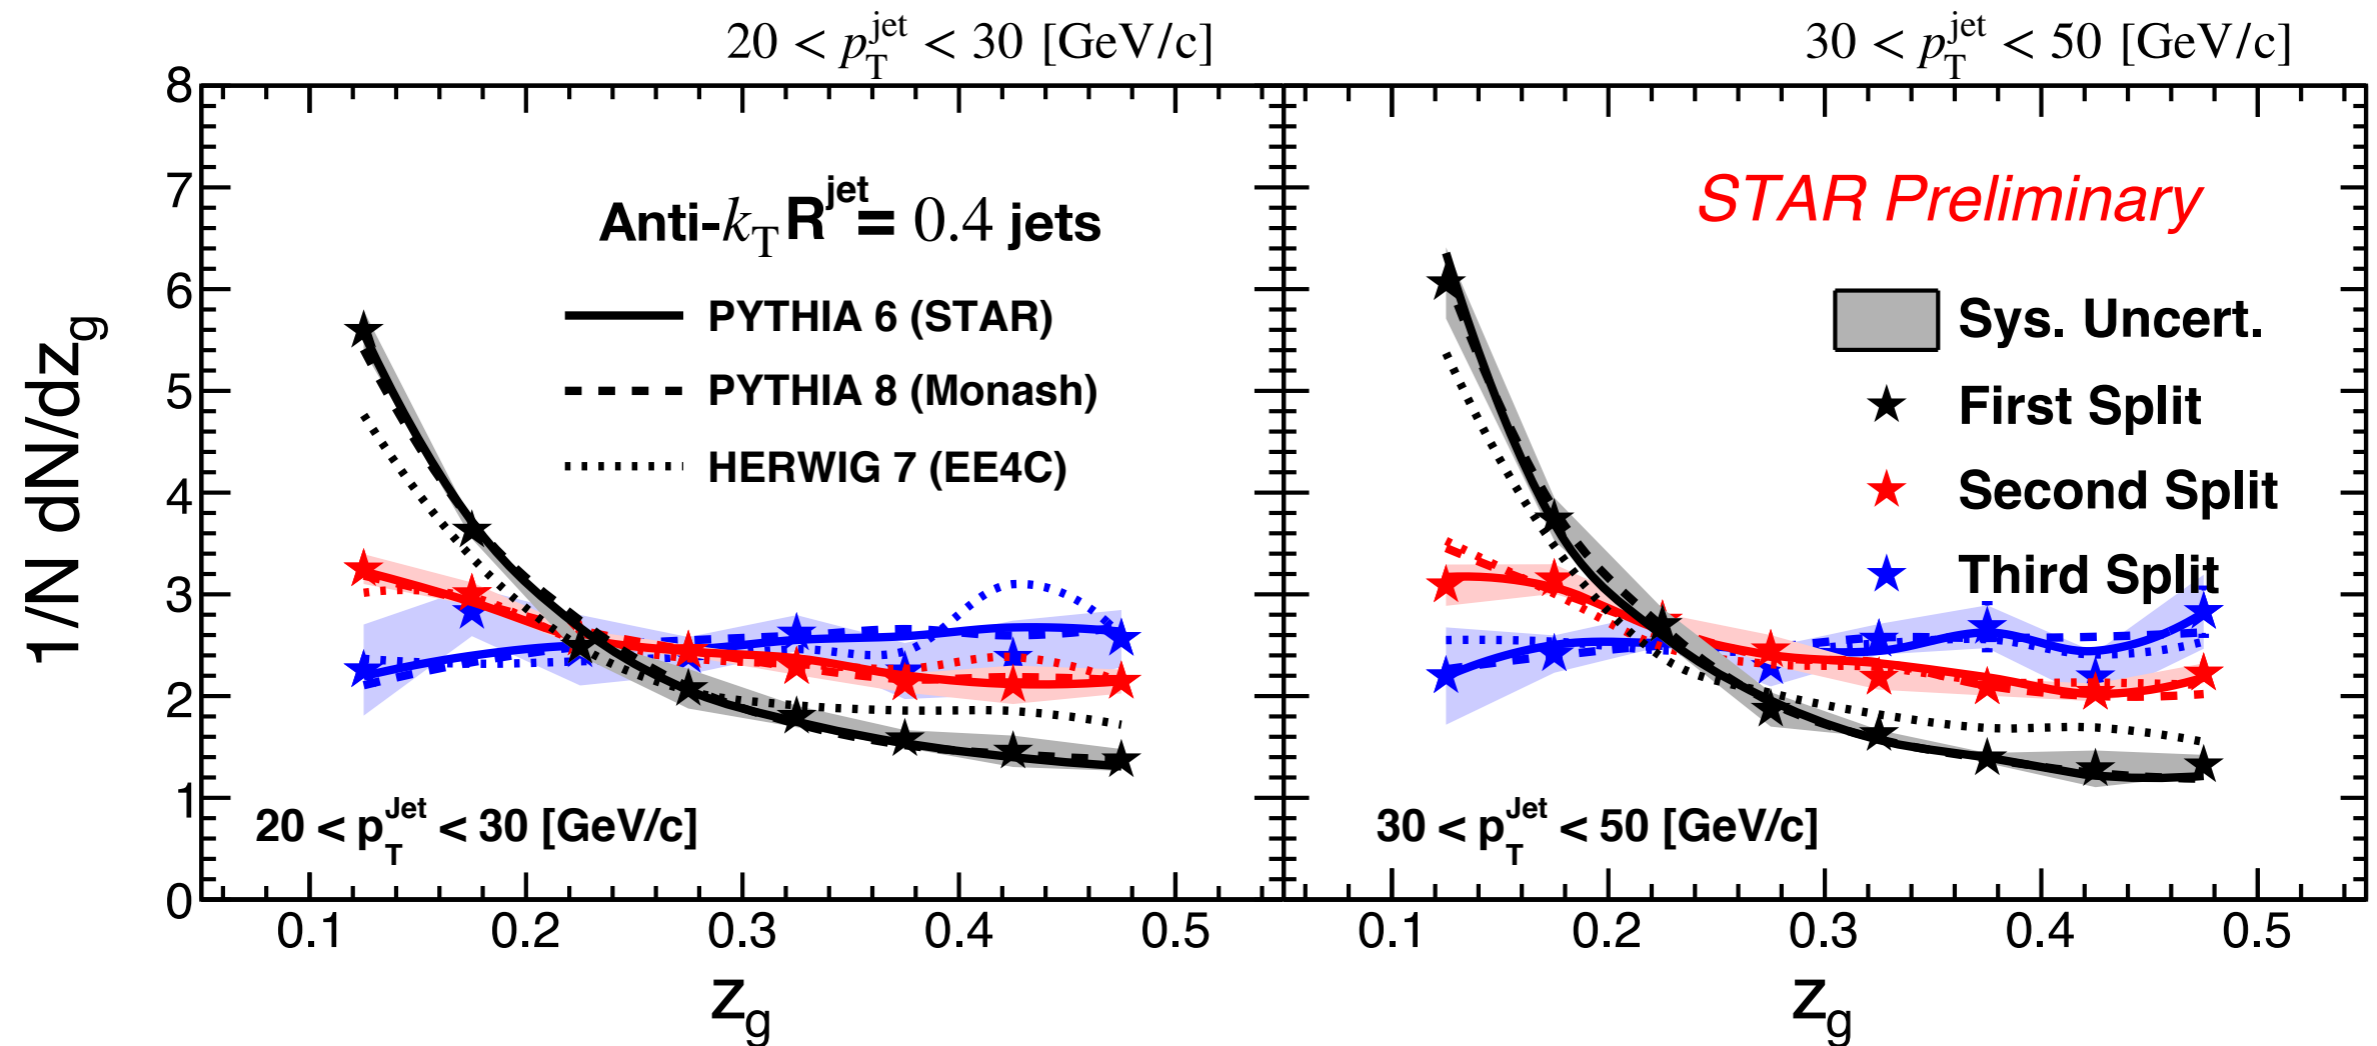 20 < p_T^jet < 30 [GeV/c]
30 < p_T^jet < 50 [GeV/c]
1/N dN/dz_g
8
7
6
5
4
3
2
1
0
Anti-k_T R^jet = 0.4 jets
PYTHIA 6 (STAR)
PYTHIA 8 (Monash)
HERWIG 7 (EE4C)
20 < p_T^Jet < 30 [GeV/c]
STAR Preliminary
Sys. Uncert.
First Split
Second Split
Third Split
30 < p_T^Jet < 50 [GeV/c]
0.1 0.2 0.3 0.4 0.5
0.1 0.2 0.3 0.4 0.5
z_g
z_g